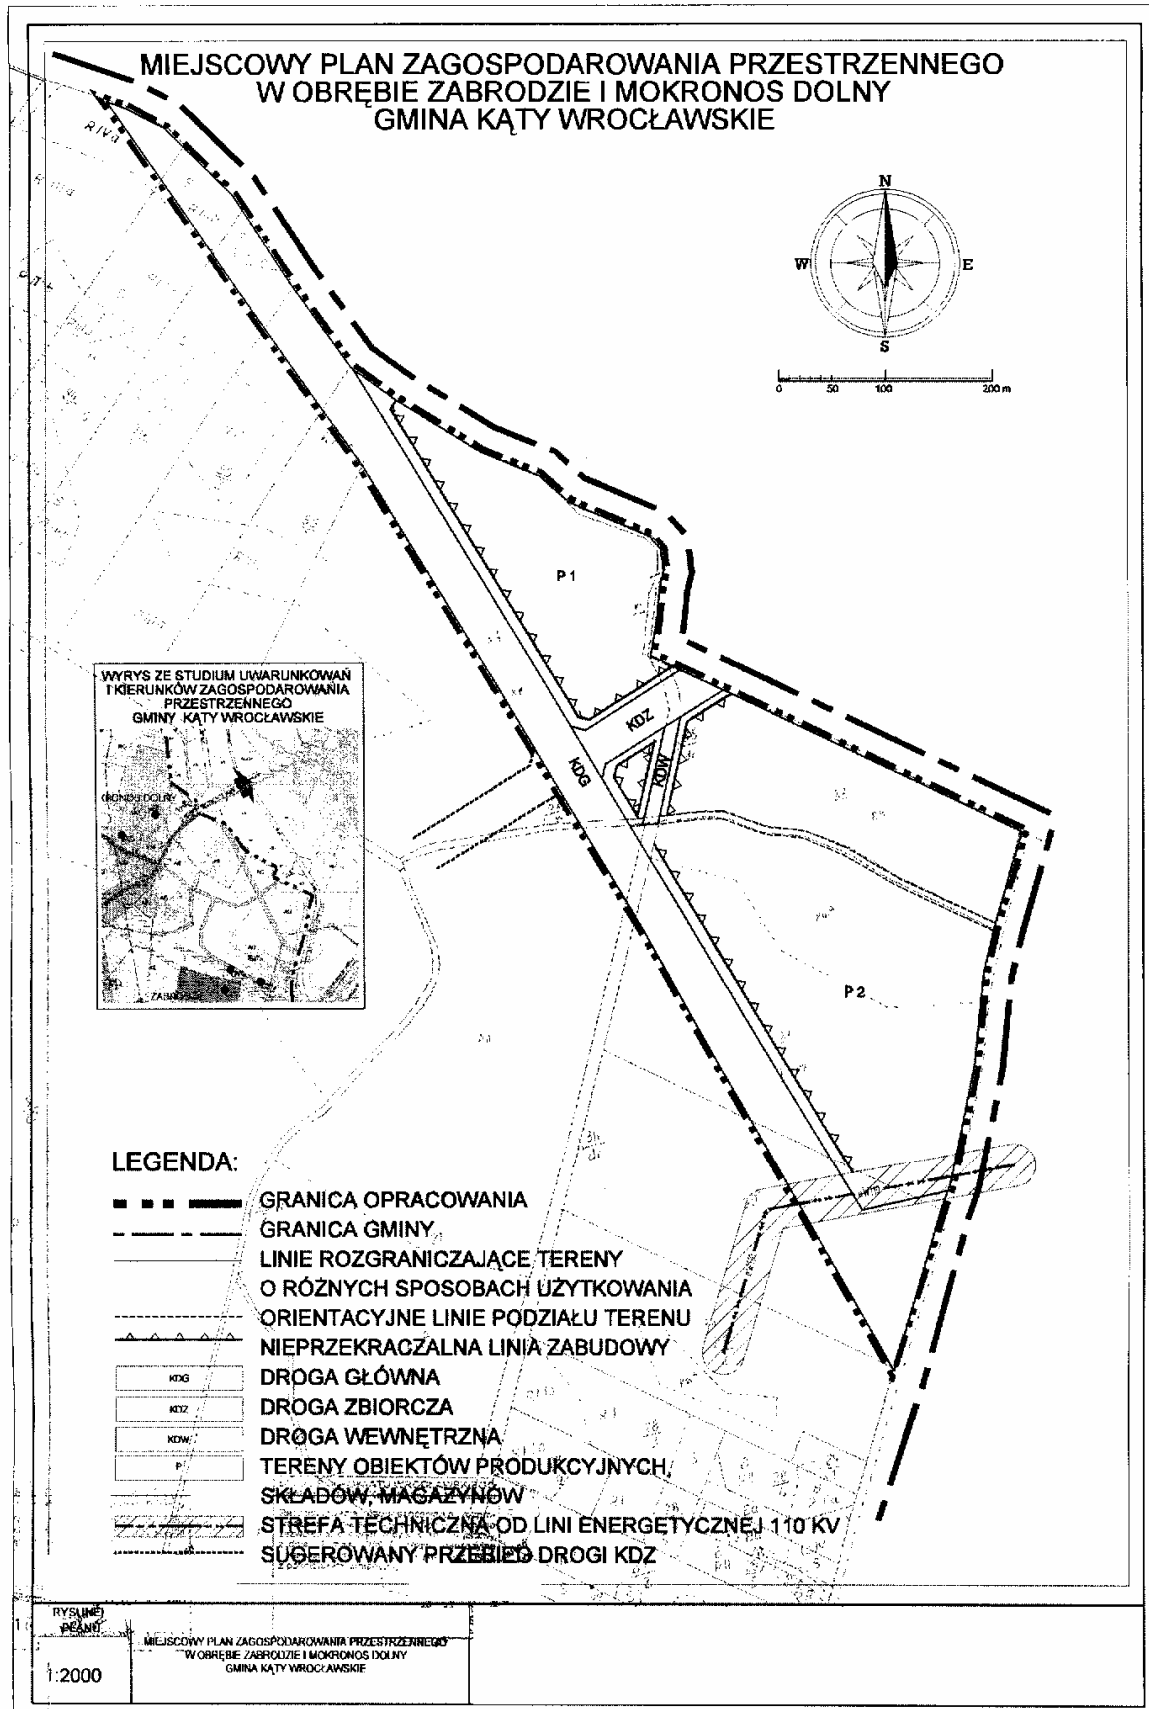 MIEJSCOWY PLAN ZAGOSPODAROWANIA PRZESTRZENNEGO
W OBRĘBIE ZABRODZIE I MOKRONOS DOLNY
GMINA KĄTY WROCŁAWSKIE
N
W
E
S
0 50 100 200 m
P 1
KDZ
KDW
KDG
P 2
WYRYS ZE STUDIUM UWARUNKOWAŃ
I KIERUNKÓW ZAGOSPODAROWANIA
PRZESTRZENNEGO
GMINY KĄTY WROCŁAWSKIE
LEGENDA:
GRANICA OPRACOWANIA
GRANICA GMINY
LINIE ROZGRANICZAJĄCE TERENY
O RÓŻNYCH SPOSOBACH UŻYTKOWANIA
ORIENTACYJNE LINIE PODZIAŁU TERENU
NIEPRZEKRACZALNA LINIA ZABUDOWY
KDG DROGA GŁÓWNA
KDZ DROGA ZBIORCZA
KDW DROGA WEWNĘTRZNA
P TERENY OBIEKTÓW PRODUKCYJNYCH,
SKŁADÓW, MAGAZYNÓW
STREFA TECHNICZNA OD LINI ENERGETYCZNEJ 110 KV
SUGEROWANY PRZEBIEG DROGI KDZ
RYSUNEK
PLANU
1:2000
MIEJSCOWY PLAN ZAGOSPODAROWANIA PRZESTRZENNEGO
W OBRĘBIE ZABRODZIE I MOKRONOS DOLNY
GMINA KĄTY WROCŁAWSKIE